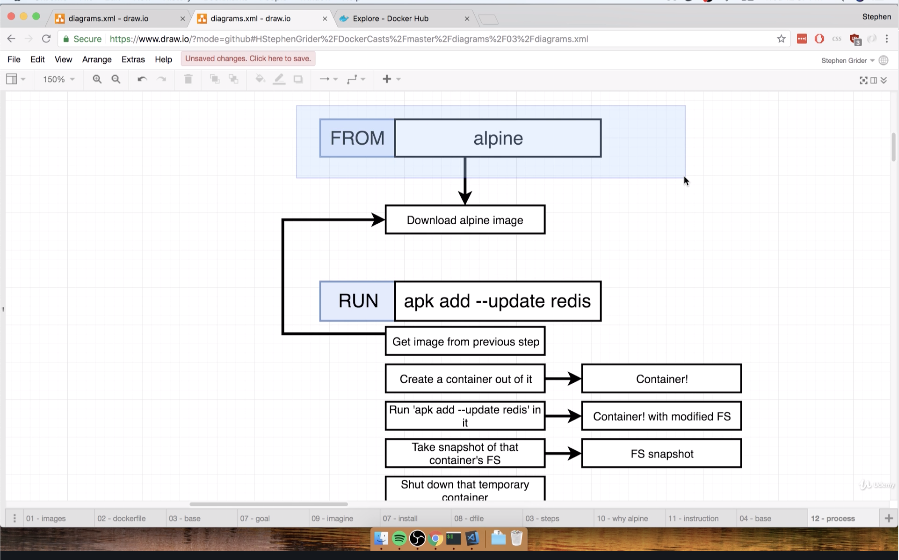 diagrams.xml - draw.io
diagrams.xml - draw.io
Explore - Docker Hub
Stephen
Secure
https://www.draw.io/?mode=github#HStephenGrider%2FDockerCasts%2Fmaster%2Fdiagrams%2F03%2Fdiagrams.xml
File Edit View Arrange Extras Help
Unsaved changes. Click here to save.
Stephen Grider
150%
FROM
alpine
Download alpine image
RUN
apk add --update redis
Get image from previous step
Create a container out of it
Container!
Run 'apk add --update redis' in
it
Container! with modified FS
Take snapshot of that
container's FS
FS snapshot
Shut down that temporary
container
Udemy
01 - images
02 - dockerfile
03 - base
07 - goal
09 - imagine
07 - install
08 - dfile
03 - steps
10 - why alpine
11 - instruction
04 - base
12 - process